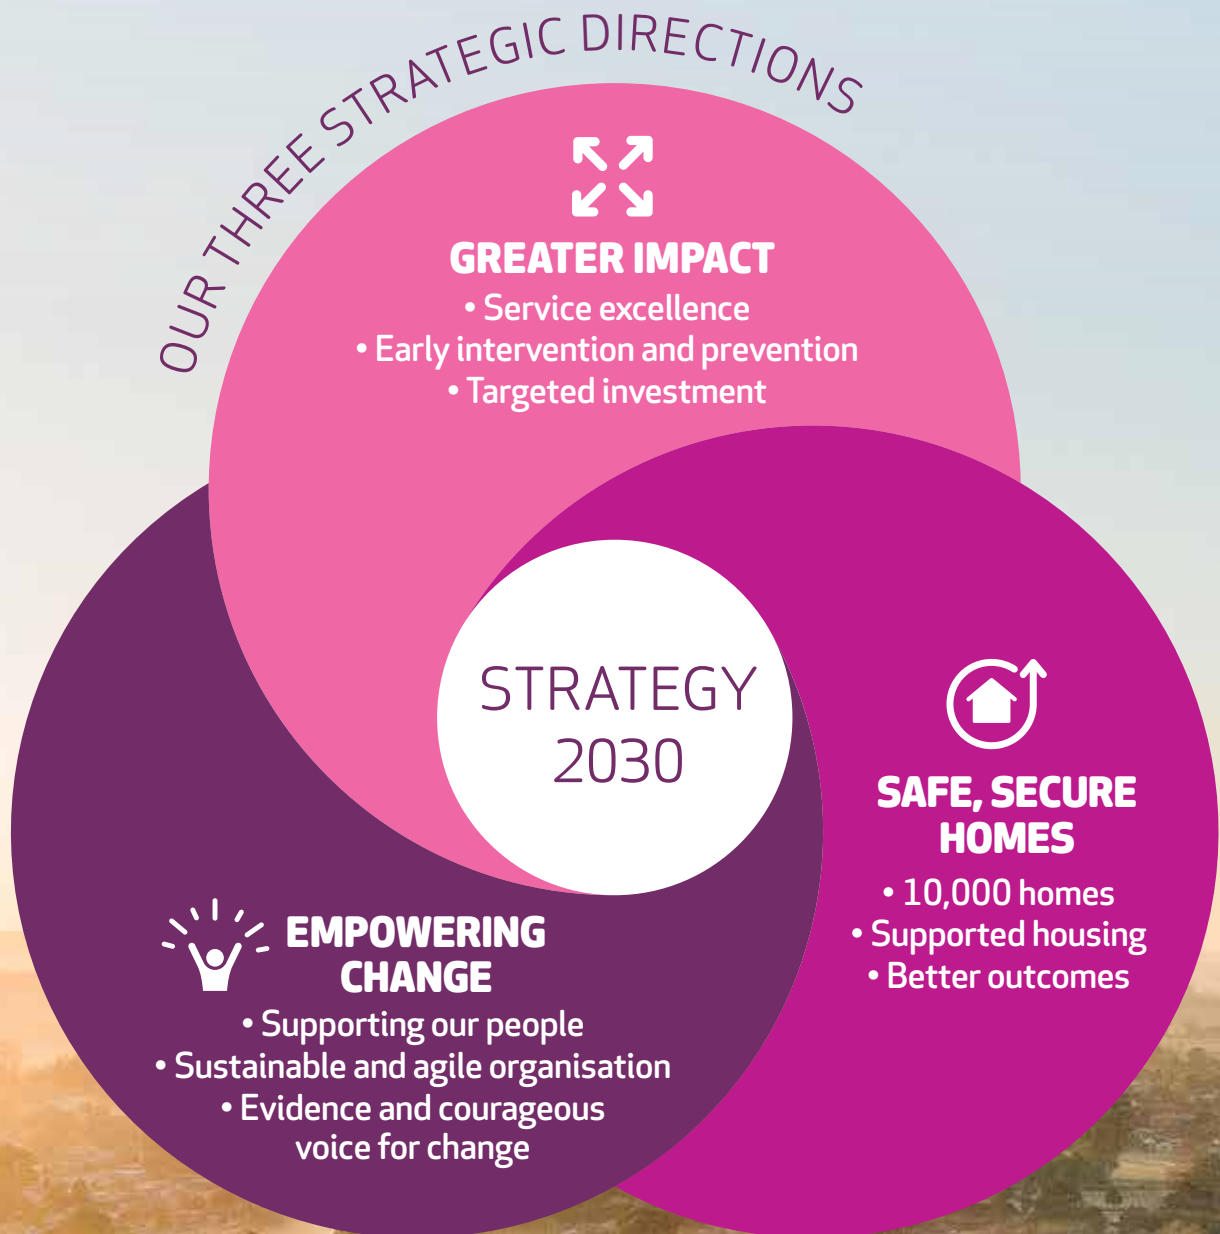 OUR THREE STRATEGIC DIRECTIONS
GREATER IMPACT
• Service excellence
• Early intervention and prevention
• Targeted investment
STRATEGY
2030
SAFE, SECURE
HOMES
• 10,000 homes
• Supported housing
• Better outcomes
EMPOWERING
CHANGE
• Supporting our people
• Sustainable and agile organisation
• Evidence and courageous
voice for change